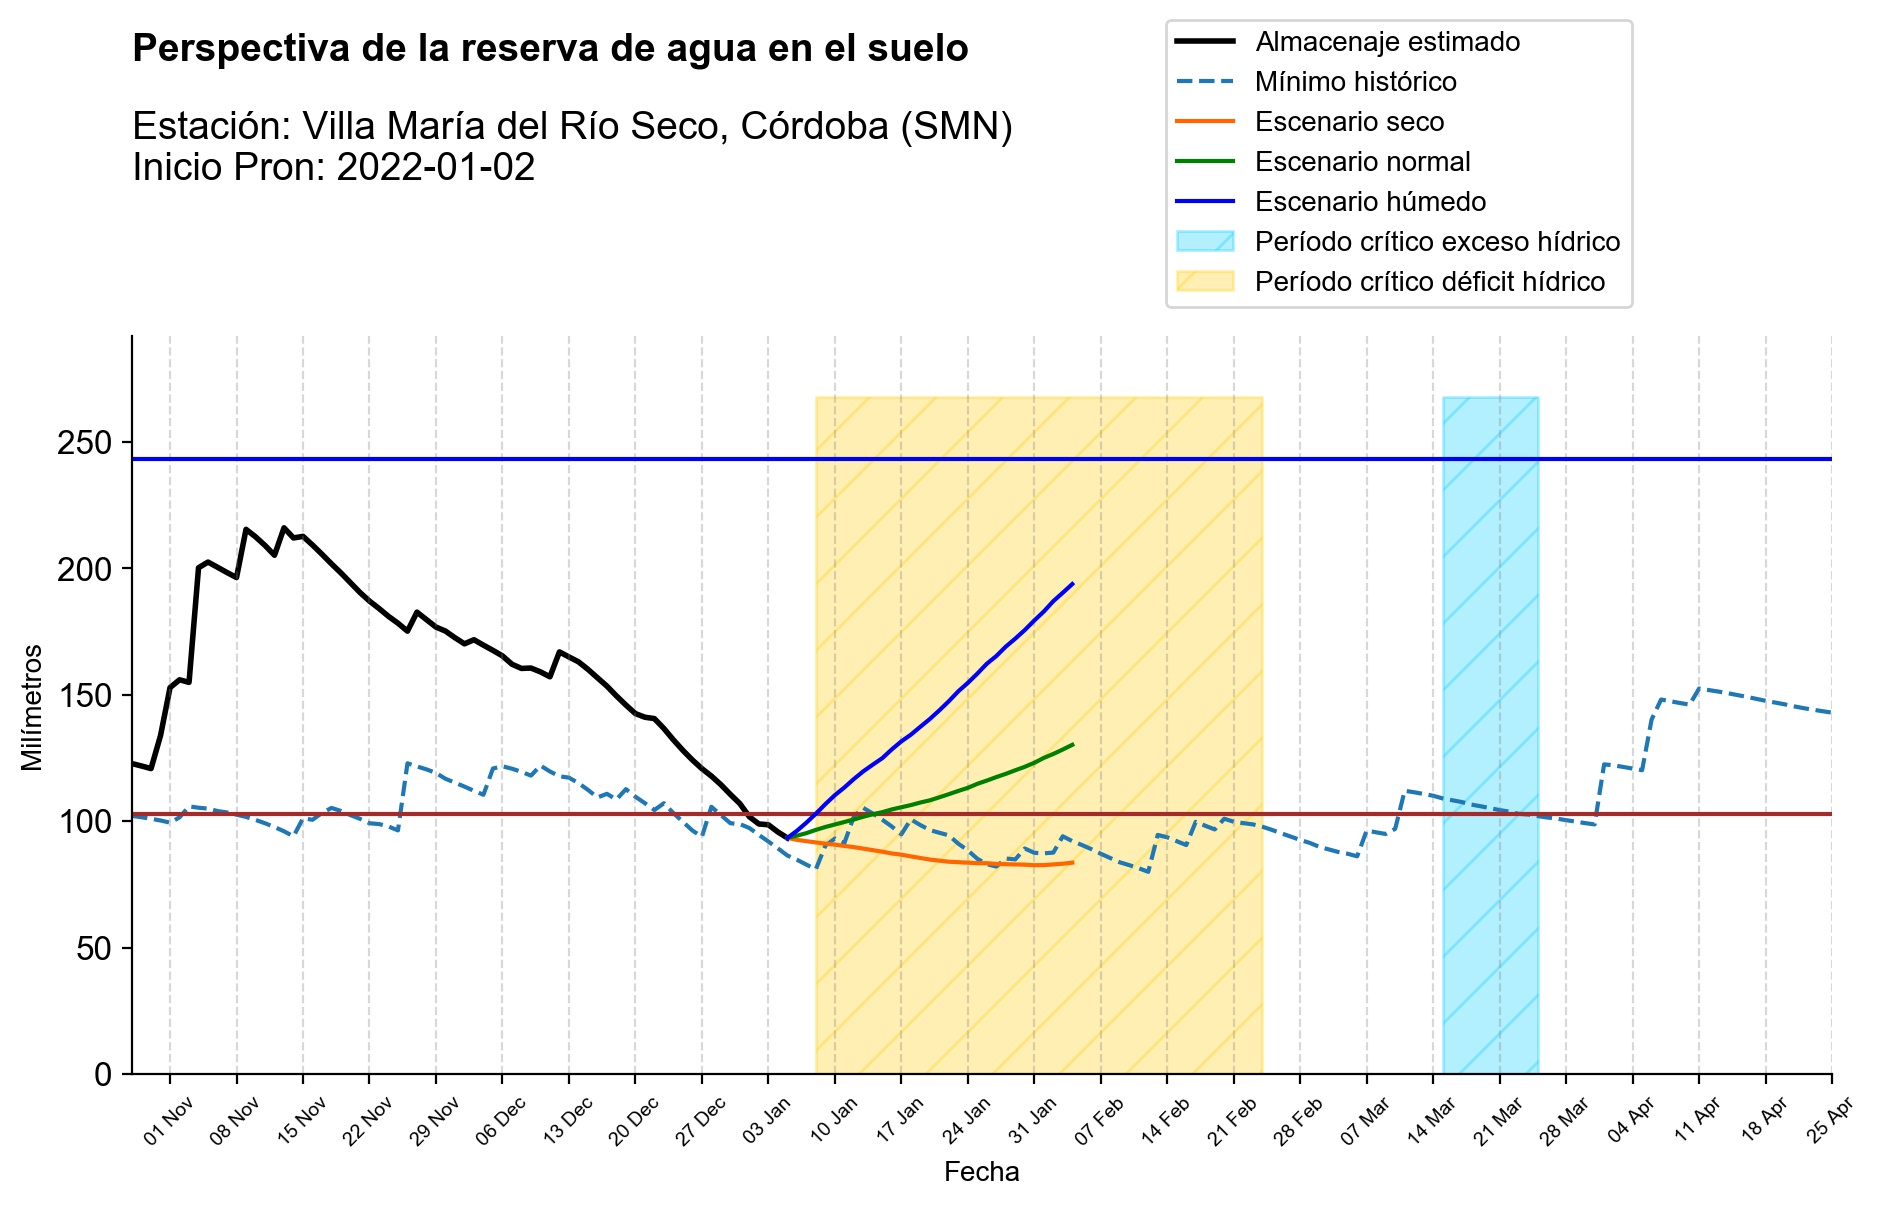 Perspectiva de la reserva de agua en el suelo
Estación: Villa María del Río Seco, Córdoba (SMN)
Inicio Pron: 2022-01-02
Almacenaje estimado
Mínimo histórico
Escenario seco
Escenario normal
Escenario húmedo
Período crítico exceso hídrico
Período crítico déficit hídrico
Milímetros
250
200
150
100
50
0
01 Nov
08 Nov
15 Nov
22 Nov
29 Nov
06 Dec
13 Dec
20 Dec
27 Dec
03 Jan
10 Jan
17 Jan
24 Jan
31 Jan
07 Feb
14 Feb
21 Feb
28 Feb
07 Mar
14 Mar
21 Mar
28 Mar
04 Apr
11 Apr
18 Apr
25 Apr
Fecha